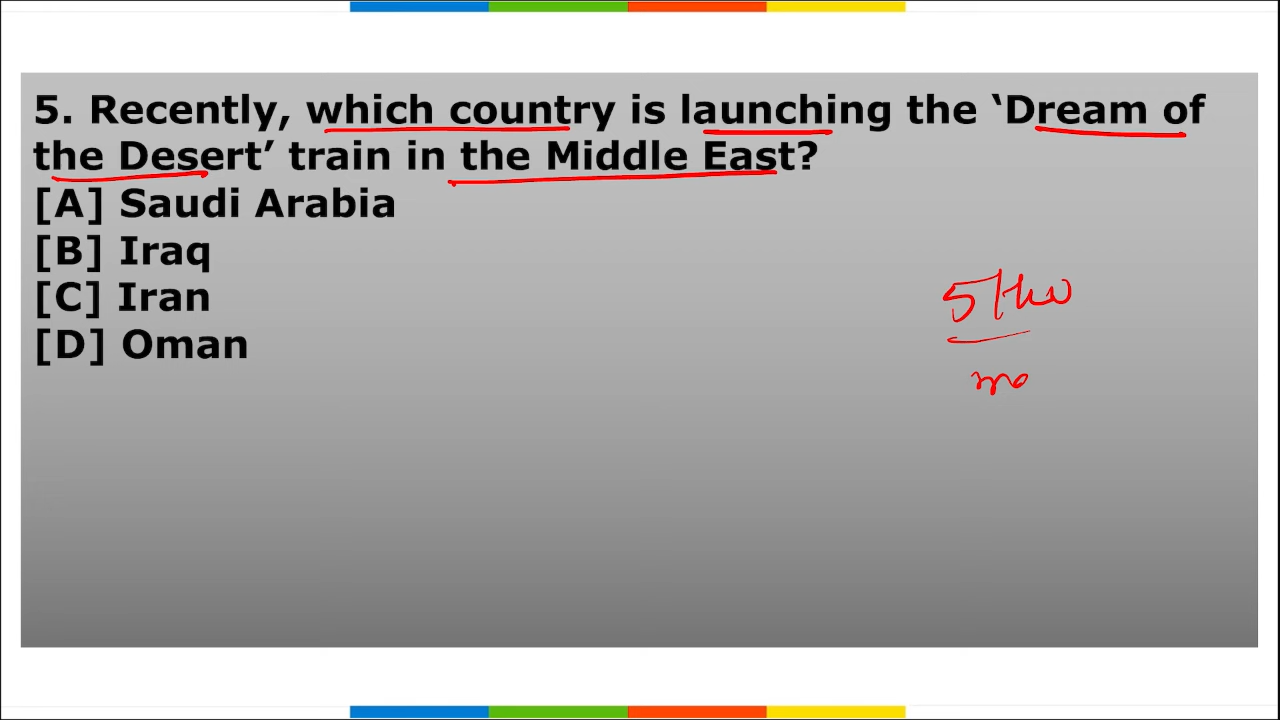 5. Recently, which country is launching the ‘Dream of
the Desert’ train in the Middle East?
[A] Saudi Arabia
[B] Iraq
[C] Iran
[D] Oman